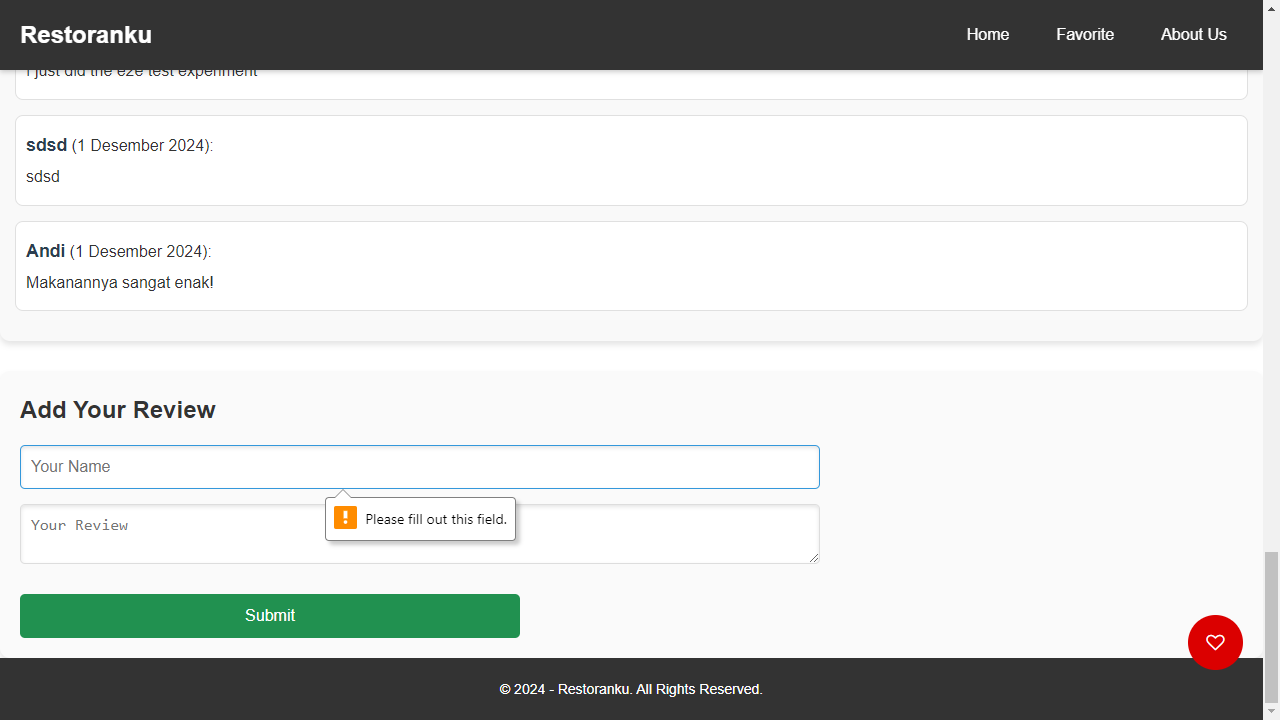 Restoranku
Home Favorite About Us
I just did the e2e test experiment
sdsd (1 Desember 2024):
sdsd
Andi (1 Desember 2024):
Makanannya sangat enak!
Add Your Review
Your Name
Please fill out this field.
Your Review
Submit
© 2024 - Restoranku. All Rights Reserved.